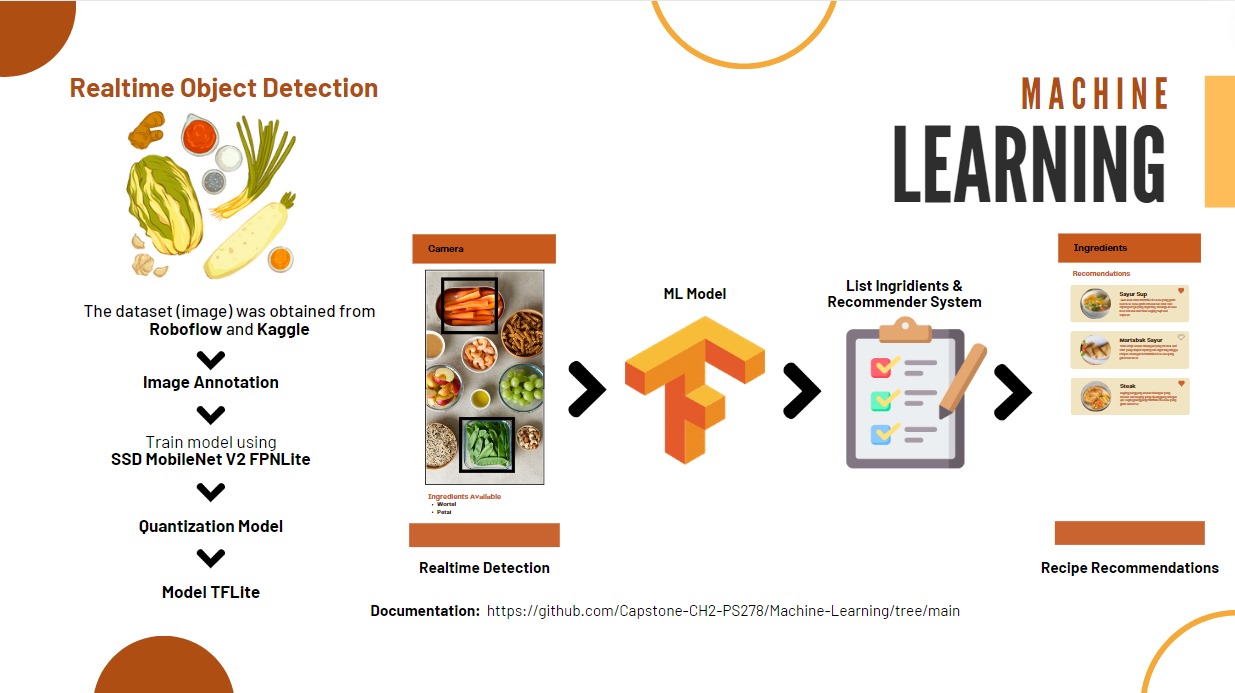 Realtime Object Detection
MACHINE
LEARNING
The dataset (image) was obtained from
Roboflow and Kaggle
Image Annotation
Train model using
SSD MobileNet V2 FPNLite
Quantization Model
Model TFLite
Camera
Ingredients Available
Wortel
Petai
Realtime Detection
ML Model
List Ingridients &
Recommender System
Ingredients
Recomendations
Sayur Sup
Martabak Sayur
Steak
Recipe Recommendations
Documentation: https://github.com/Capstone-CH2-PS278/Machine-Learning/tree/main